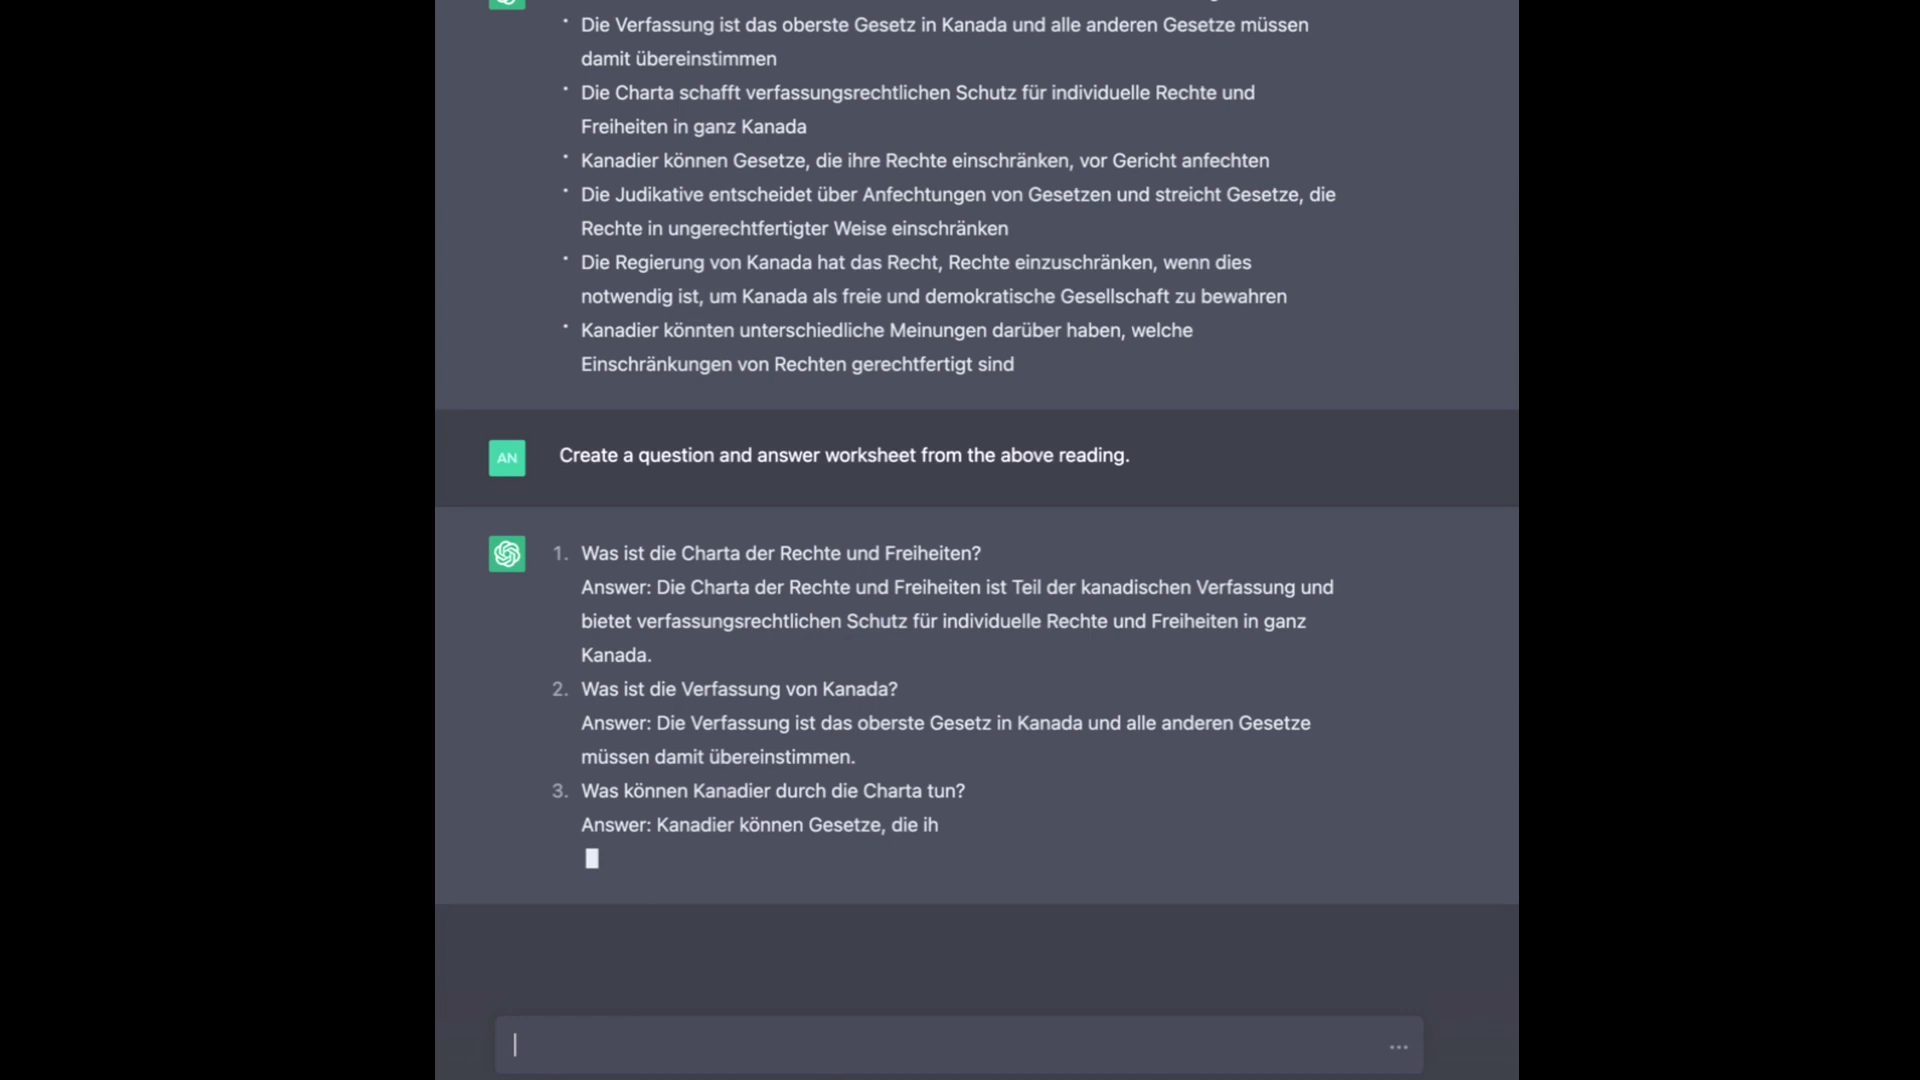 • Die Verfassung ist das oberste Gesetz in Kanada und alle anderen Gesetze müssen
damit übereinstimmen
• Die Charta schafft verfassungsrechtlichen Schutz für individuelle Rechte und
Freiheiten in ganz Kanada
• Kanadier können Gesetze, die ihre Rechte einschränken, vor Gericht anfechten
• Die Judikative entscheidet über Anfechtungen von Gesetzen und streicht Gesetze, die
Rechte in ungerechtfertigter Weise einschränken
• Die Regierung von Kanada hat das Recht, Rechte einzuschränken, wenn dies
notwendig ist, um Kanada als freie und demokratische Gesellschaft zu bewahren
• Kanadier könnten unterschiedliche Meinungen darüber haben, welche
Einschränkungen von Rechten gerechtfertigt sind
AN Create a question and answer worksheet from the above reading.
1. Was ist die Charta der Rechte und Freiheiten?
Answer: Die Charta der Rechte und Freiheiten ist Teil der kanadischen Verfassung und
bietet verfassungsrechtlichen Schutz für individuelle Rechte und Freiheiten in ganz
Kanada.
2. Was ist die Verfassung von Kanada?
Answer: Die Verfassung ist das oberste Gesetz in Kanada und alle anderen Gesetze
müssen damit übereinstimmen.
3. Was können Kanadier durch die Charta tun?
Answer: Kanadier können Gesetze, die ih